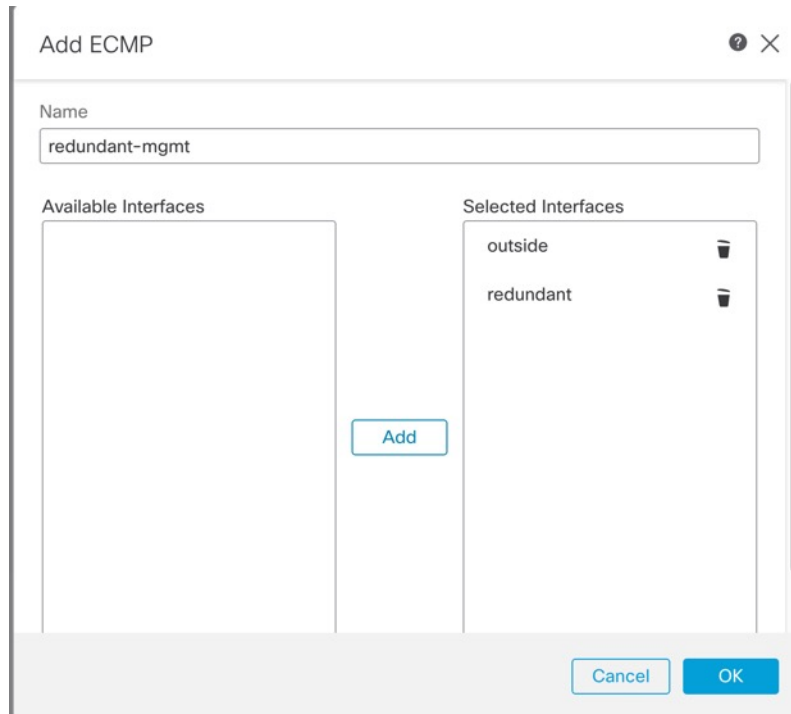 Add ECMP
Name
redundant-mgmt
Available Interfaces
Selected Interfaces
outside
redundant
Add
Cancel
OK